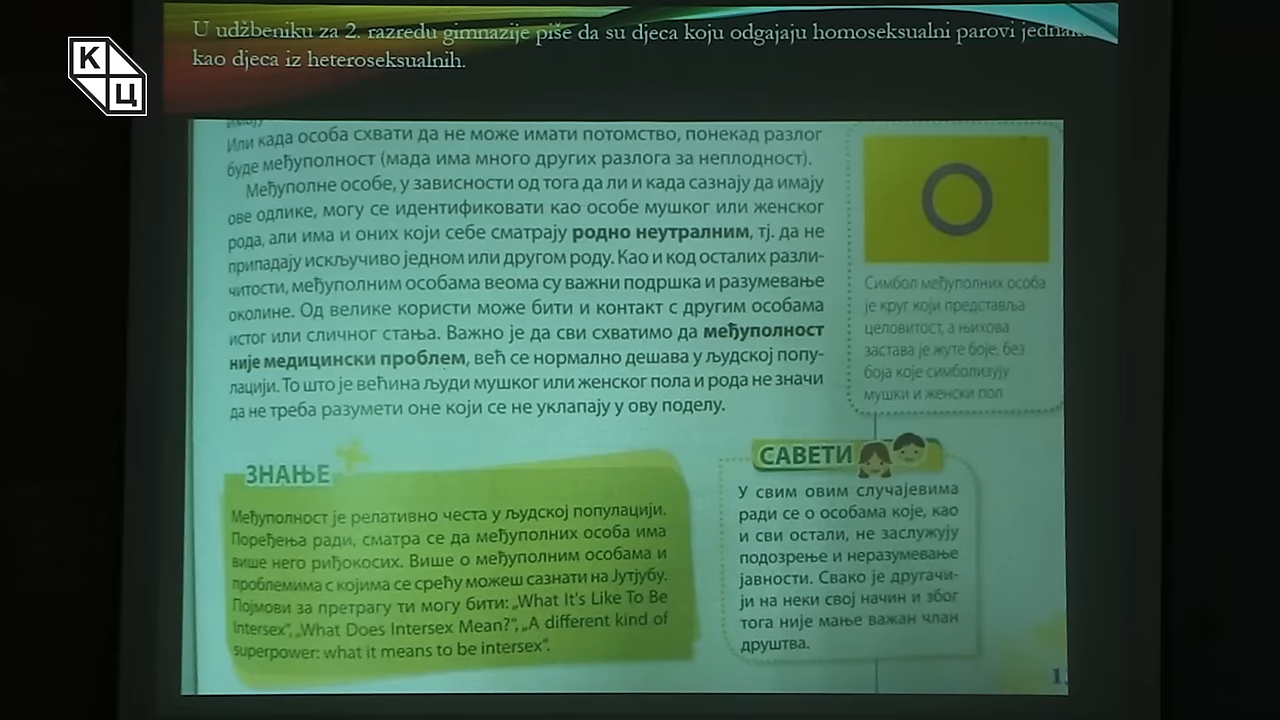 К
Ц
U udžbeniku za 2. razredu gimnazije piše da su djeca koju odgajaju homoseksualni parovi
kao djeca iz heteroseksualnih.
Или када особа схвати да не може имати потомство, понекад разлог
буде међуполност (мада има много других разлога за неплодност).
Међуполне особе, у зависности од тога да ли и када сазнају да имају
ове одлике, могу се идентификовати као особе мушког или женског
рода, али има и оних који себе сматрају родно неутралним, тј. да не
припадају искључиво једном или другом роду. Као и код осталих разли-
читости, међуполним особама веома су важни подршка и разумевање
околине. Од велике користи може бити и контакт с другим особама
истог или сличног стања. Важно је да сви схватимо да међуполност
није медицински проблем, већ се нормално дешава у људској попу-
лацији. То што је већина људи мушког или женског пола и рода не значи
да не треба разумети оне који се не уклапају у ову поделу.
Симбол међуполних особа
је круг који представља
целовитост, а њихова
застава је жуте боје, без
боја које симболизују
мушки и женски пол
ЗНАЊЕ
Међуполност је релативно честа у људској популацији.
Поређења ради, сматра се да међуполних особа има
више него риђокосих. Више о међуполним особама и
проблемима с којима се срећу можеш сазнати на Јутјубу.
Појмови за претрагу ти могу бити: „What It's Like To Be
Intersex“, „What Does Intersex Mean?“, „A different kind of
superpower: what it means to be intersex“.
САВЕТИ
У свим овим случајевима
ради се о особама које, као
и сви остали, не заслужују
подозрење и неразумевање
јавности. Свако је другачи-
ји на неки свој начин и због
тога није мање важан члан
друштва.